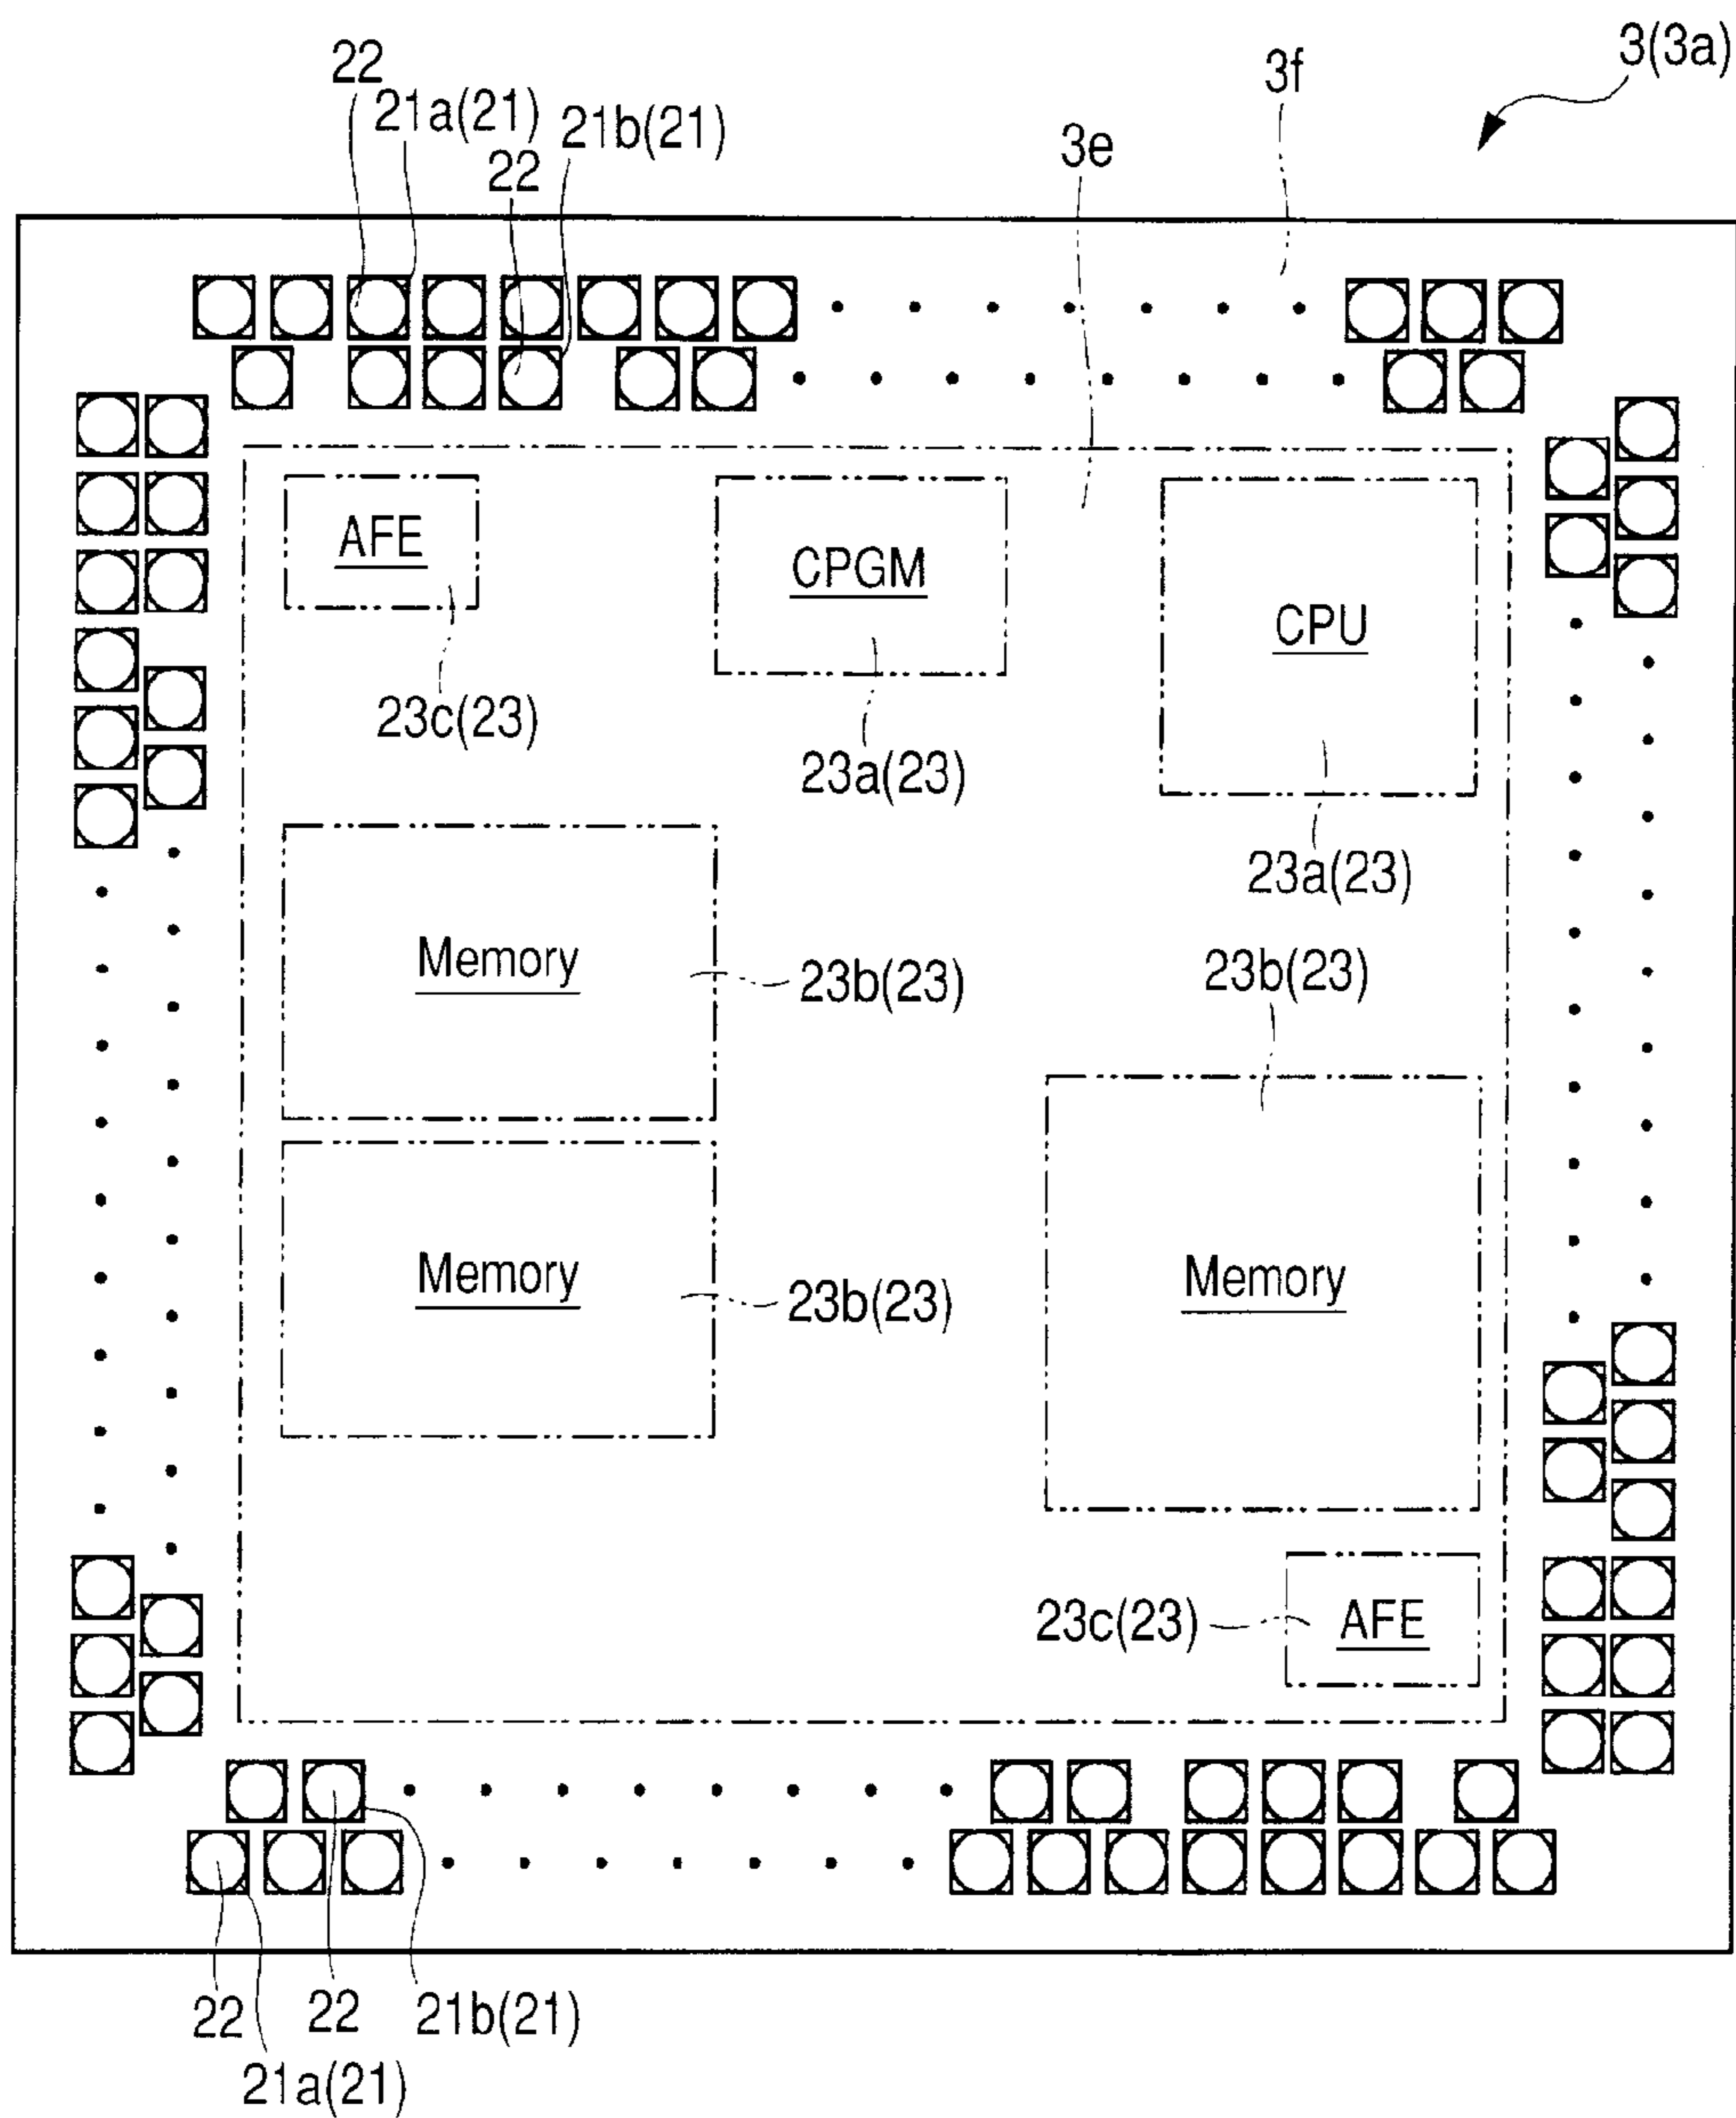 3(3a)
22
3f
21a(21)
21b(21)
3e
22
AFE
CPGM
CPU
23c(23)
23a(23)
23a(23)
Memory
23b(23)
23b(23)
Memory
23b(23)
Memory
23c(23)
AFE
22
22
21b(21)
21a(21)